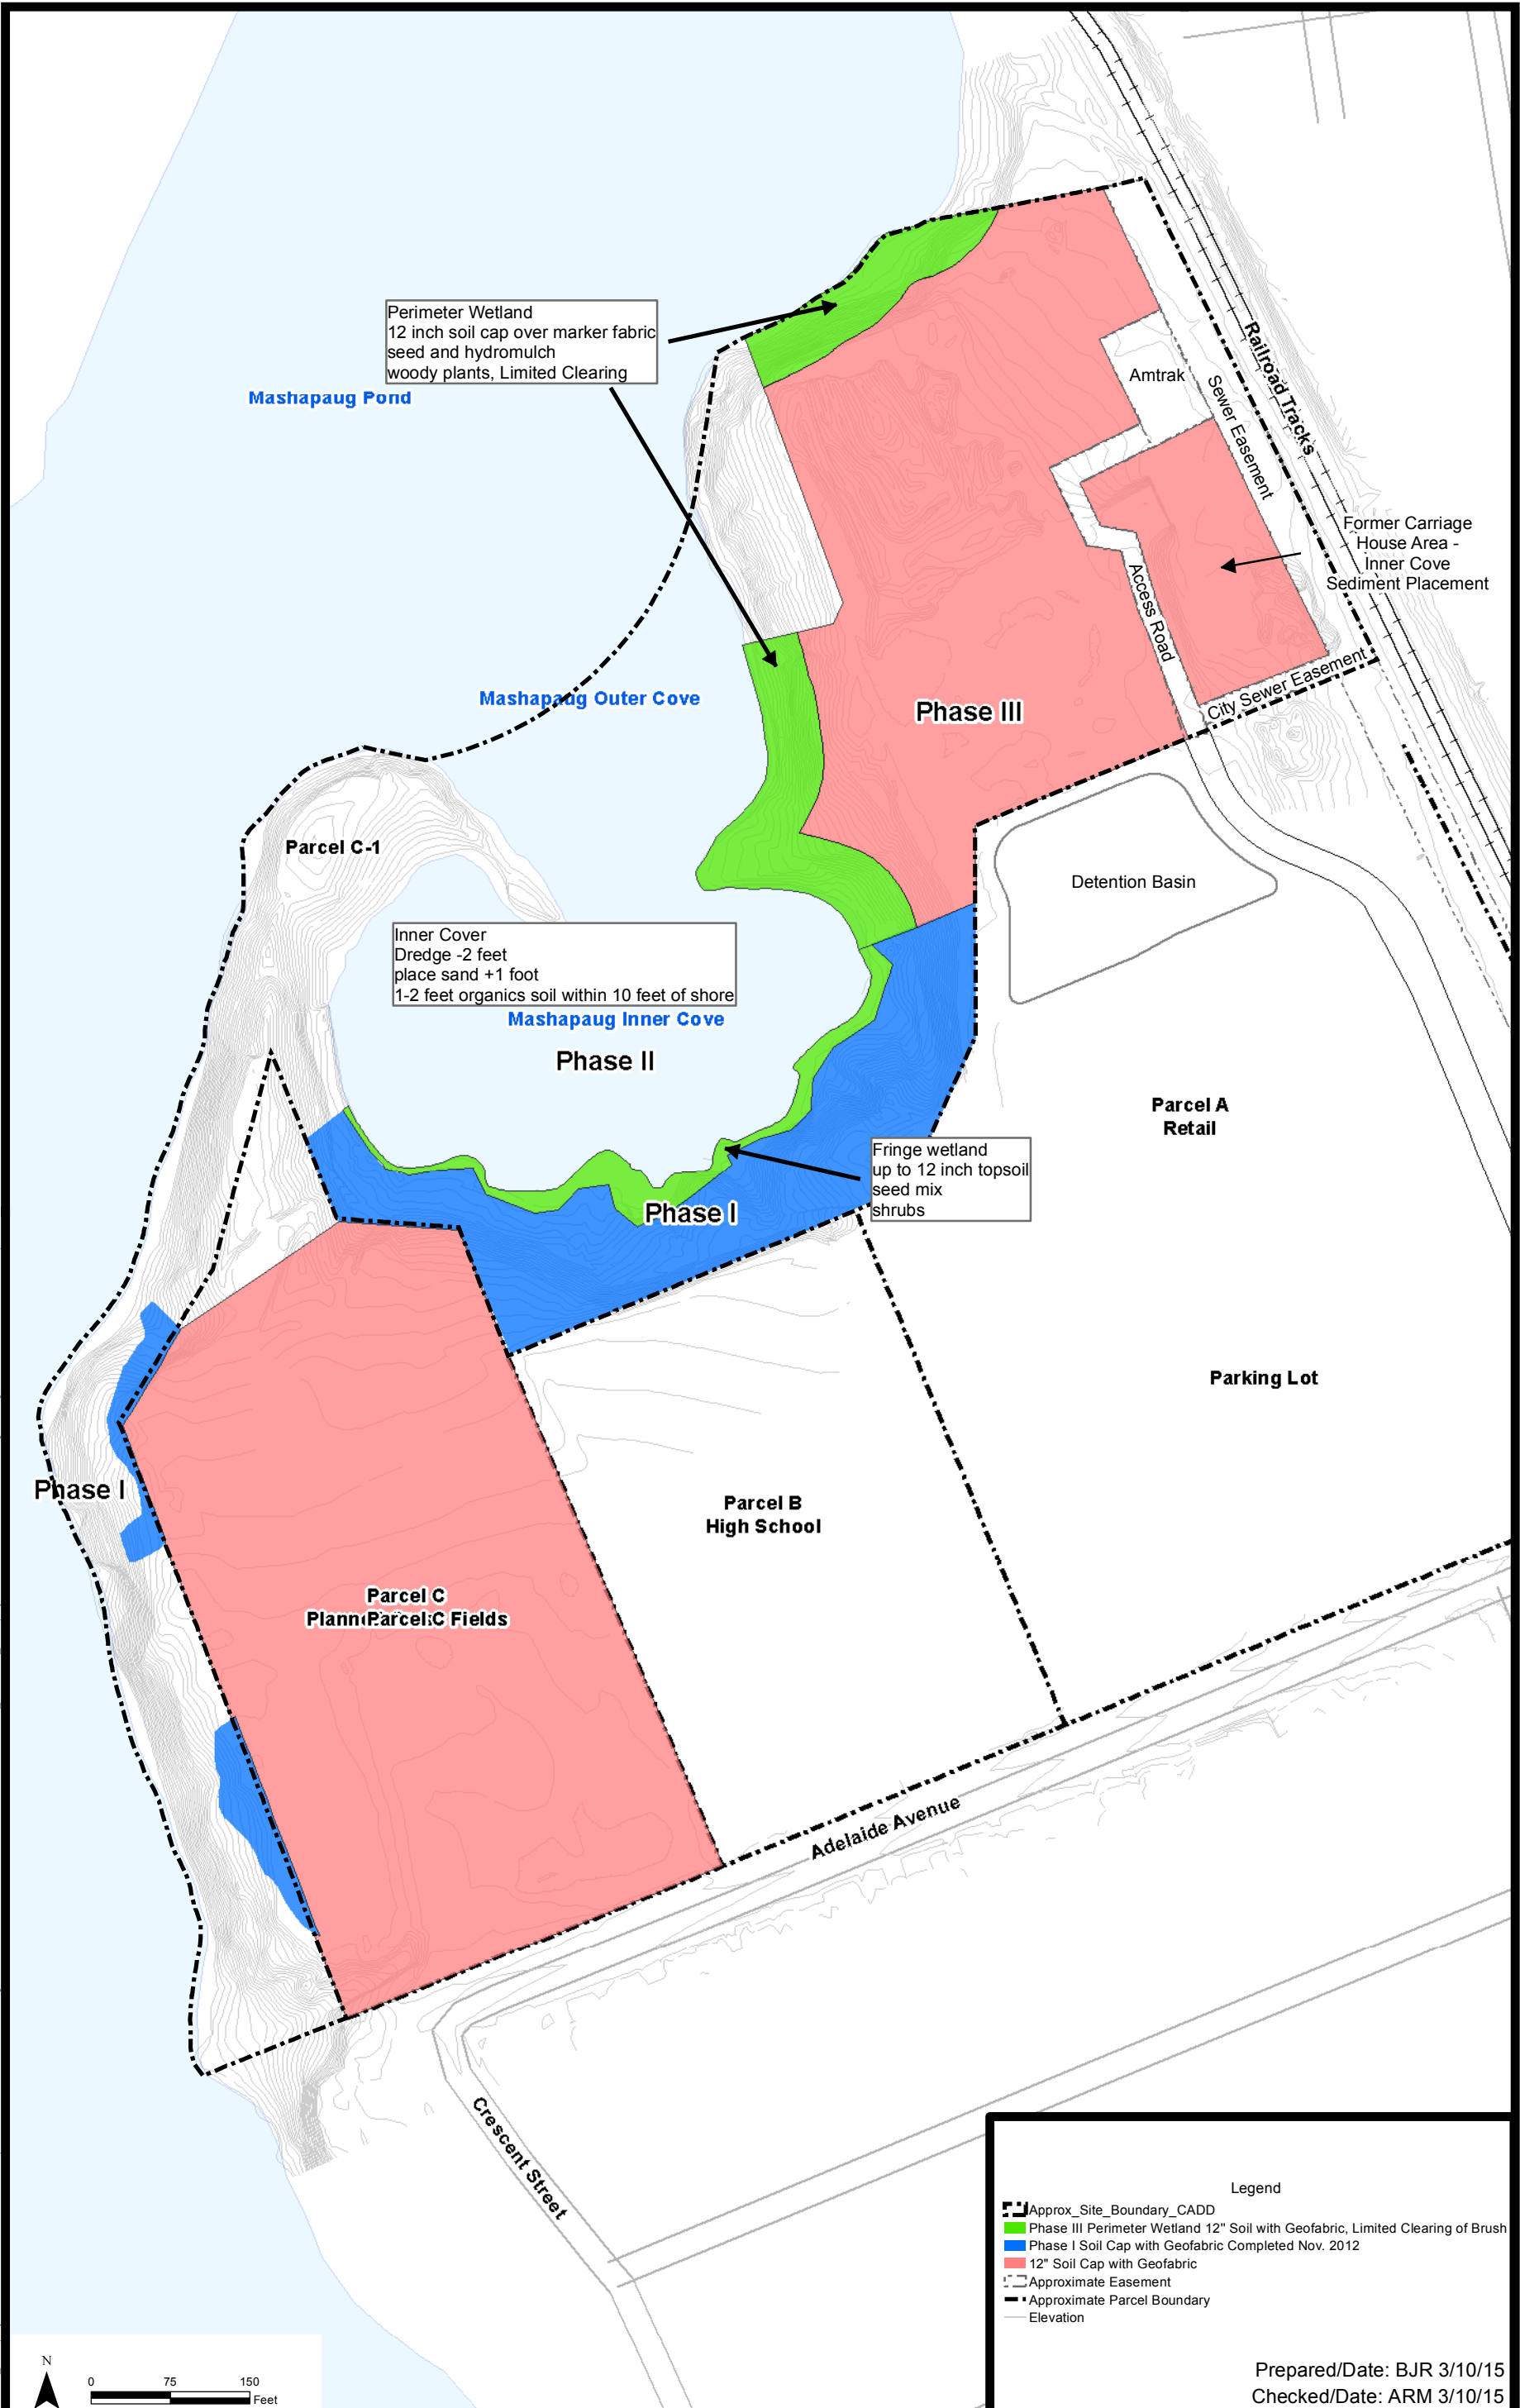 Perimeter Wetland
12 inch soil cap over marker fabric
seed and hydromulch
woody plants, Limited Clearing
Mashapaug Pond
Railroad Tracks
Amtrak
Sewer Easement
Former Carriage
House Area -
Inner Cove
Sediment Placement
Access Road
City Sewer Easement
Mashapaug Outer Cove
Phase III
Parcel C-1
Detention Basin
Inner Cover
Dredge -2 feet
place sand +1 foot
1-2 feet organics soil within 10 feet of shore
Mashapaug Inner Cove
Phase II
Parcel A
Retail
Fringe wetland
up to 12 inch topsoil
seed mix
shrubs
Phase I
Parking Lot
Phase I
Parcel B
High School
Parcel C
Parcel C Fields
Adelaide Avenue
Crescent Street
Legend
Approx_Site_Boundary_CADD
Phase III Perimeter Wetland 12" Soil with Geofabric, Limited Clearing of Brush
Phase I Soil Cap with Geofabric Completed Nov. 2012
12" Soil Cap with Geofabric
Approximate Easement
Approximate Parcel Boundary
Elevation
Prepared/Date: BJR 3/10/15
Checked/Date: ARM 3/10/15
N
0 75 150
Feet